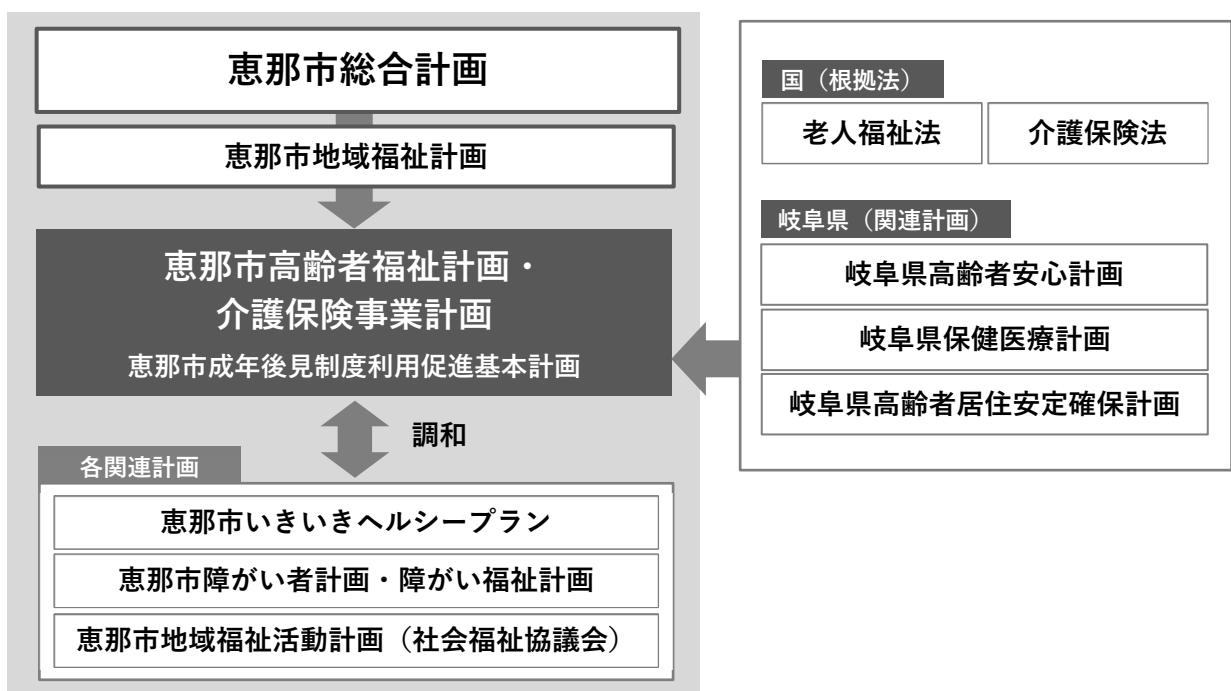 恵那市総合計画
恵那市地域福祉計画
恵那市高齢者福祉計画・
介護保険事業計画
恵那市成年後見制度利用促進基本計画
調和
各関連計画
恵那市いきいきヘルシープラン
恵那市障がい者計画・障がい福祉計画
恵那市地域福祉活動計画（社会福祉協議会）
国（根拠法）
老人福祉法
介護保険法
岐阜県（関連計画）
岐阜県高齢者安心計画
岐阜県保健医療計画
岐阜県高齢者居住安定確保計画